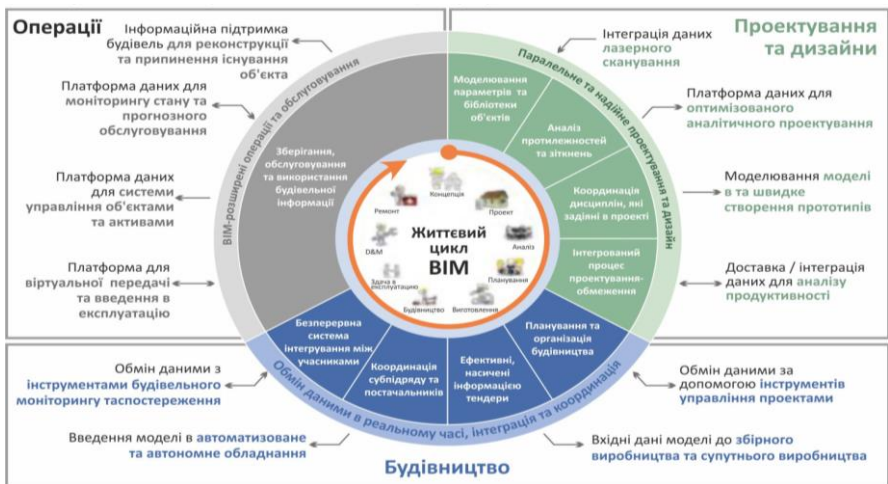 Операції
Інформаційна підтримка
будівель для реконструкції
та припинення існування
об'єкта
Платформа даних для
моніторингу стану та
прогнозного
обслуговування
Платформа даних
для системи
управління об'єктами
та активами
Платформа для
віртуальної передачі
та введення в
експлуатацію
Проектування
та дизайни
Інтеграція даних
лазерного
сканування
Платформа даних для
оптимізованого
аналітичного проектування
Моделювання моделі
в та швидке
створення прототипів
Доставка / інтеграція
даних для аналізу
продуктивності
BIM-розширені операції та обслуговування
Паралельне та надійне проектування та дизайн
Обмін даними в реальному часі, інтеграція та координація
Зберігання,
обслуговування
та використання
будівельної
інформації
Моделювання
параметрів та
бібліотеки
об'єктів
Аналіз
протилежностей
та зіткнень
Координація
дисциплін, які
задіяні в проекті
Інтегрований
процес
проектування-
обмеження
Планування та
організація
будівництва
Ефективні,
насичені
інформацією
тендери
Координація
субпідряду та
постачальників
Безперервна
система
інтегрування між
учасниками
Життєвий
цикл
BIM
Концепція
Проект
Аналіз
Планування
Виготовлення
Будівництво
Здача в
експлуатацію
D&M
Ремонт
Обмін даними з
інструментами будівельного
моніторингу таспостереження
Введення моделі в автоматизоване
та автономне обладнання
Обмін даними за
допомогою інструментів
управління проектами
Вхідні дані моделі до збірного
виробництва та супутнього виробництва
Будівництво